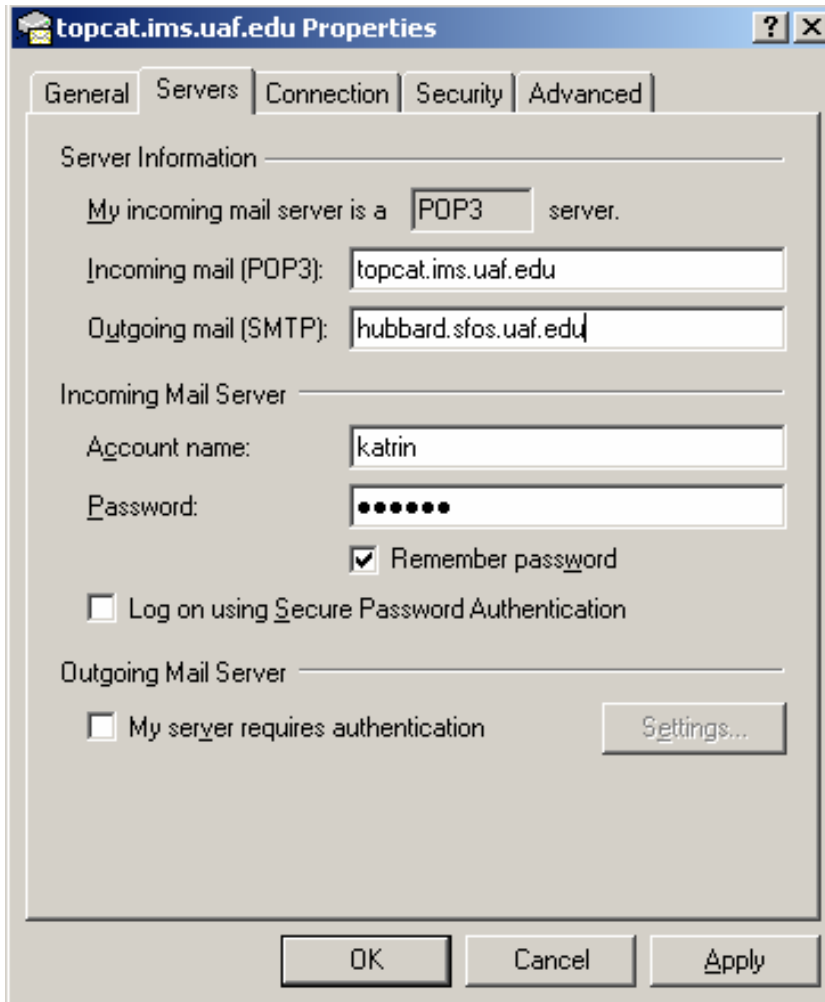 topcat.ims.uaf.edu Properties
General Servers Connection Security Advanced
Server Information
My incoming mail server is a POP3 server.
Incoming mail (POP3): topcat.ims.uaf.edu
Outgoing mail (SMTP): hubbard.sfos.uaf.edu
Incoming Mail Server
Account name: katrin
Password: ●●●●●●
Remember password
Log on using Secure Password Authentication
Outgoing Mail Server
My server requires authentication Settings...
OK Cancel Apply